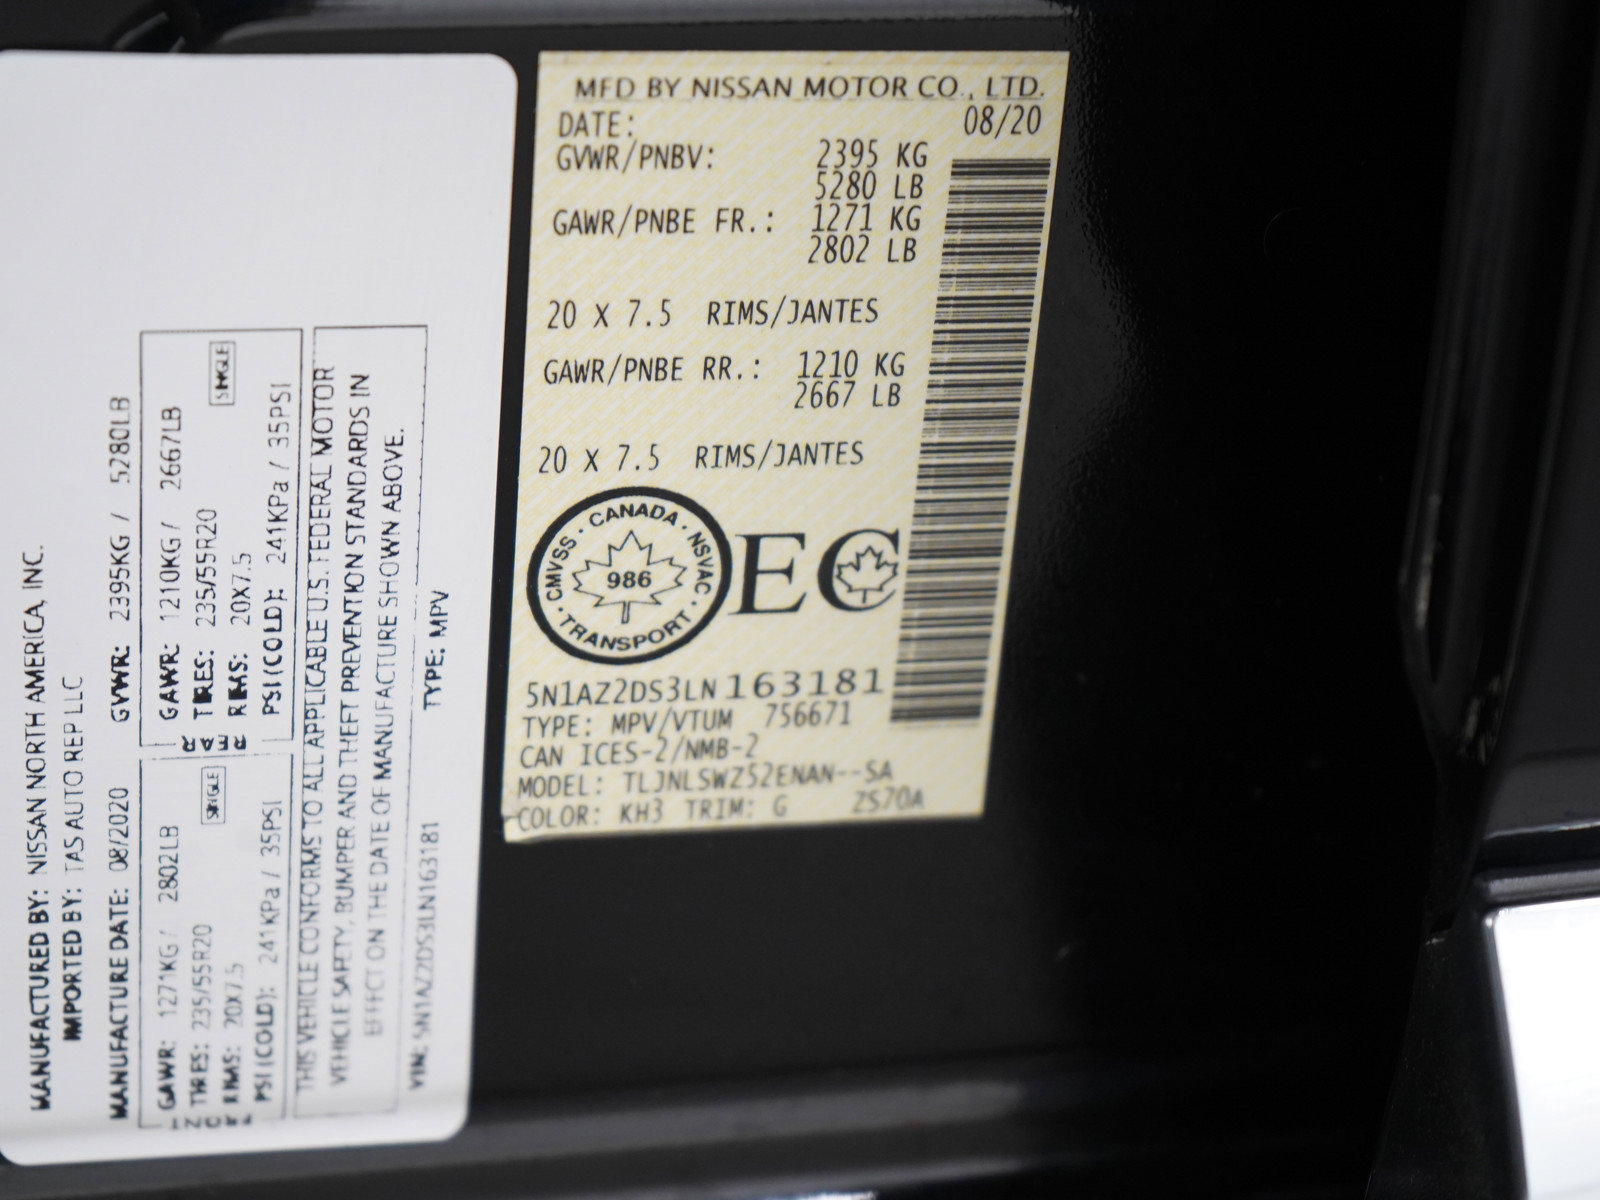 MANUFACTURED BY: NISSAN NORTH AMERICA, INC.
IMPORTED BY: TAS AUTO REP LLC
MANUFACTURE DATE: 08/2020 GVWR: 2395KG / 5280LB
FRONT
GAWR: 1271KG / 2802LB
TIRES: 235/55R20 SINGLE
RIMS: 20X7.5
PSI(COLD): 241KPa / 35PSI
REAR
GAWR: 1210KG / 2667LB
TIRES: 235/55R20 SINGLE
RIMS: 20X7.5
PSI(COLD): 241KPa / 35PSI
THIS VEHICLE CONFORMS TO ALL APPLICABLE U.S. FEDERAL MOTOR
VEHICLE SAFETY, BUMPER AND THEFT PREVENTION STANDARDS IN
EFFECT ON THE DATE OF MANUFACTURE SHOWN ABOVE.
VIN: 5N1AZ2DS3LN163181 TYPE: MPV
MFD BY NISSAN MOTOR CO., LTD.
DATE: 08/20
GVWR/PNBV: 2395 KG
5280 LB
GAWR/PNBE FR.: 1271 KG
2802 LB
20 X 7.5 RIMS/JANTES
GAWR/PNBE RR.: 1210 KG
2667 LB
20 X 7.5 RIMS/JANTES
CMVSS · CANADA · NSVAC · TRANSPORT ·
986
EC
5N1AZ2DS3LN163181
TYPE: MPV/VTUM 756671
CAN ICES-2/NMB-2
MODEL: TLJNLSWZ52ENAN--SA
COLOR: KH3 TRIM: G ZS70A